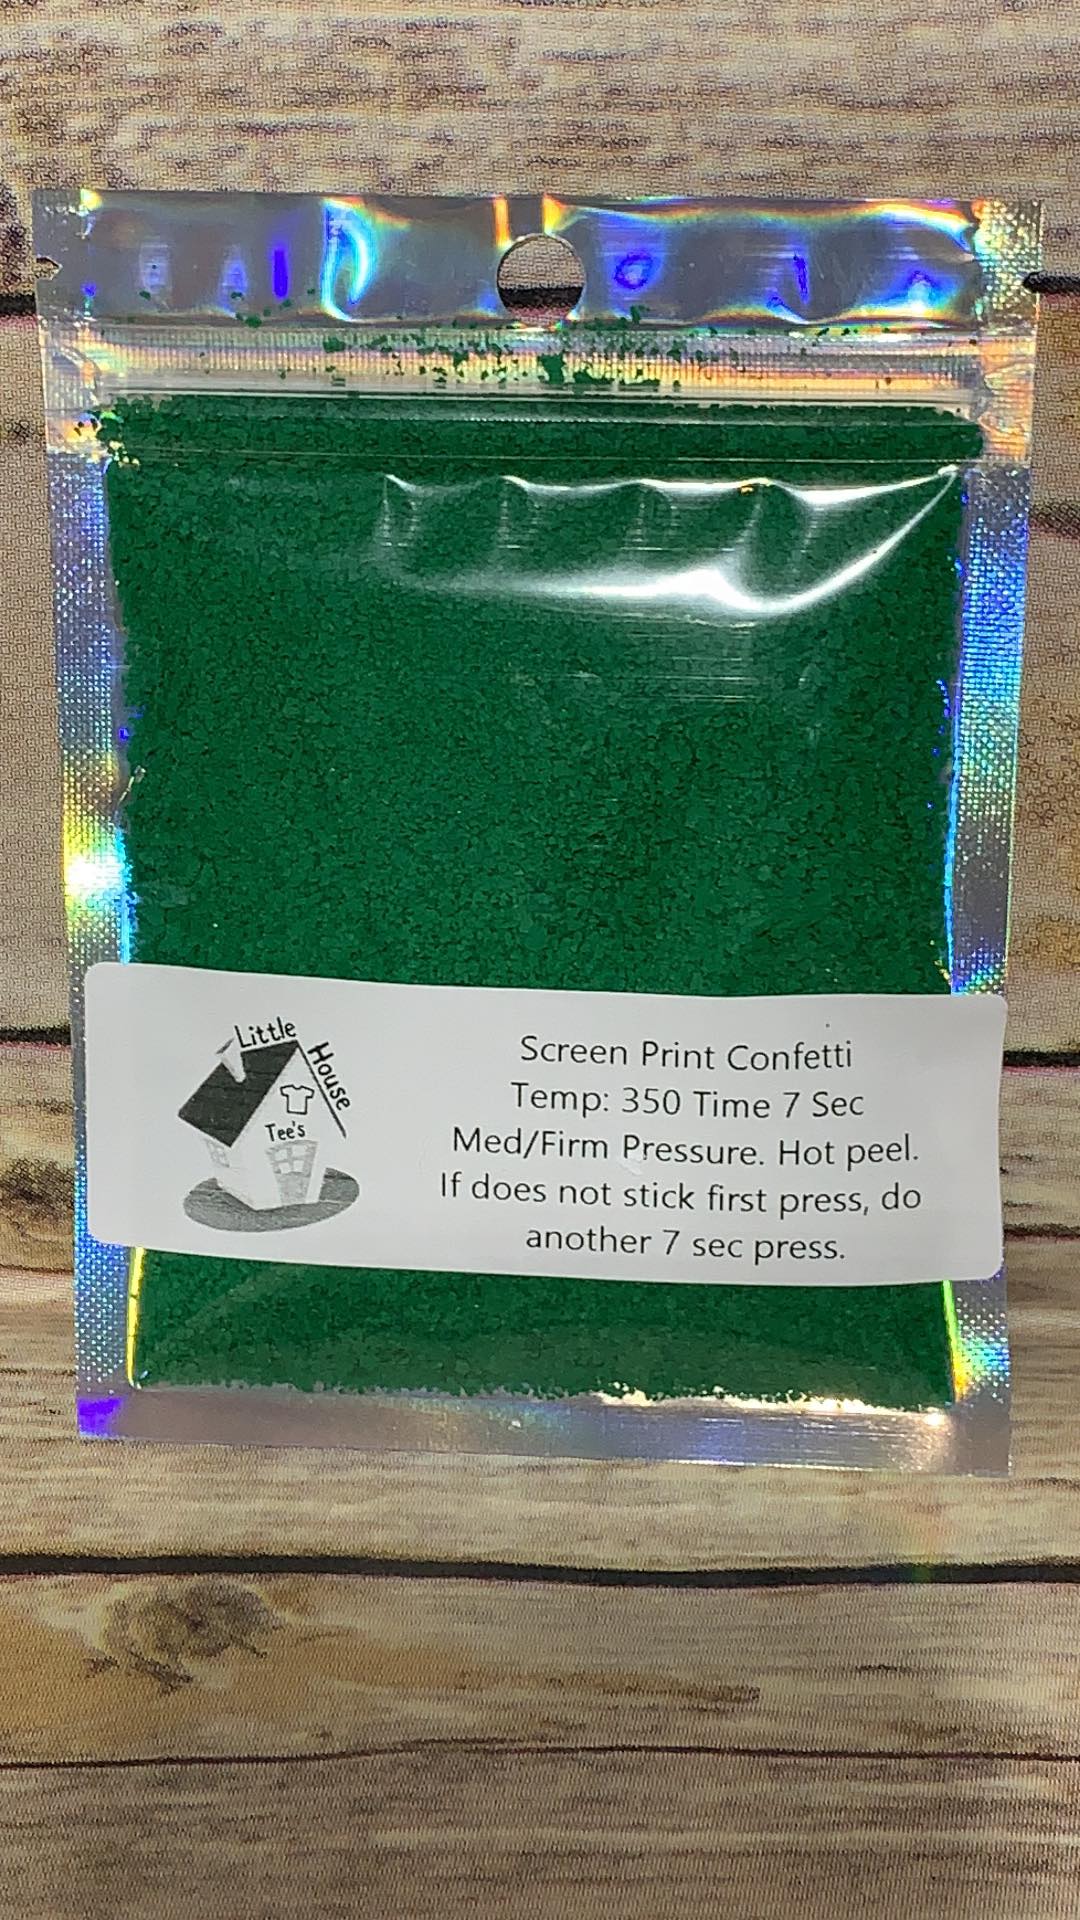 Little
House
Tee's
Screen Print Confetti
Temp: 350 Time 7 Sec
Med/Firm Pressure. Hot peel.
If does not stick first press, do
another 7 sec press.